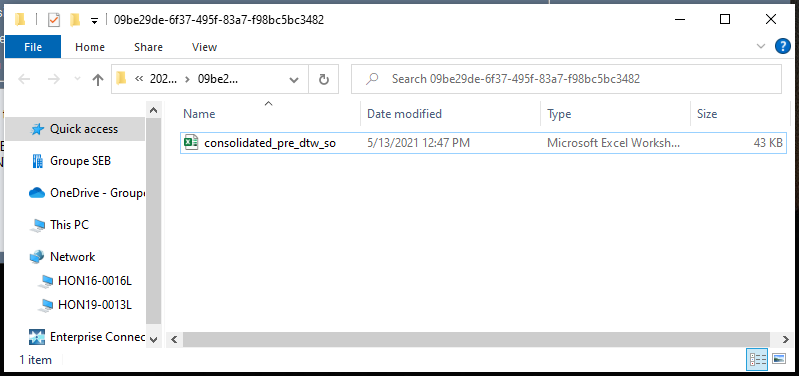 09be29de-6f37-495f-83a7-f98bc5bc3482
File Home Share View
202... 09be2... Search 09be29de-6f37-495f-83a7-f98bc5bc3482
Name Date modified Type Size
Quick access
consolidated_pre_dtw_so 5/13/2021 12:47 PM Microsoft Excel Worksh... 43 KB
Groupe SEB
OneDrive - Groupe
This PC
Network
HON16-0016L
HON19-0013L
Enterprise Connec
1 item